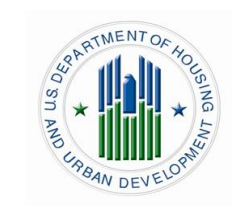 U.S. DEPARTMENT OF HOUSING
AND URBAN DEVELOPMENT